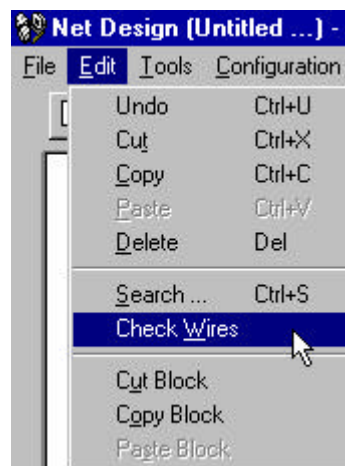 Net Design (Untitled ...) -
File Edit Tools Configuration
Undo Ctrl+U
Cut Ctrl+X
Copy Ctrl+C
Paste Ctrl+V
Delete Del
Search ... Ctrl+S
Check Wires
Cut Block
Copy Block
Paste Block